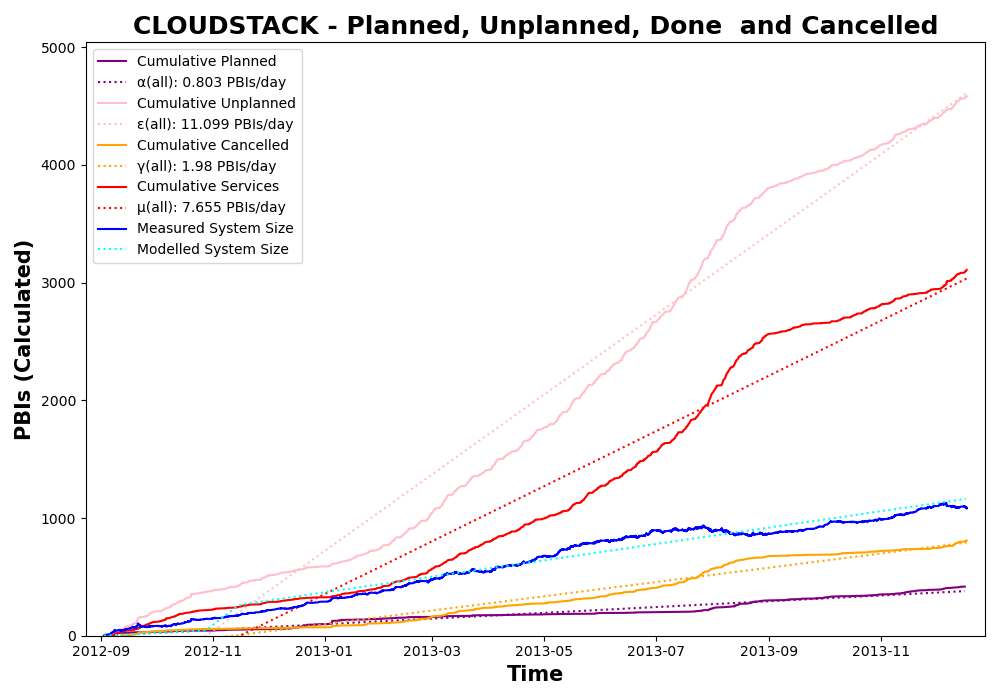 CLOUDSTACK - Planned, Unplanned, Done  and Cancelled
PBIs (Calculated)
5000
4000
3000
2000
1000
0
Cumulative Planned
α(all): 0.803 PBIs/day
Cumulative Unplanned
ε(all): 11.099 PBIs/day
Cumulative Cancelled
γ(all): 1.98 PBIs/day
Cumulative Services
μ(all): 7.655 PBIs/day
Measured System Size
Modelled System Size
2012-09 2012-11 2013-01 2013-03 2013-05 2013-07 2013-09 2013-11
Time